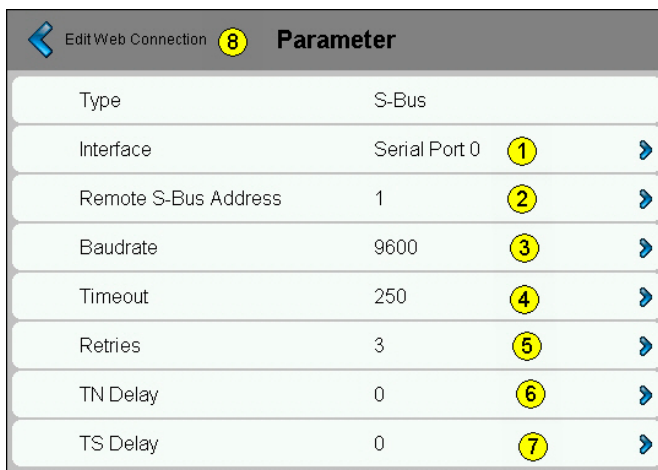 Edit Web Connection 8 Parameter
Type S-Bus
Interface Serial Port 0 1
Remote S-Bus Address 1 2
Baudrate 9600 3
Timeout 250 4
Retries 3 5
TN Delay 0 6
TS Delay 0 7